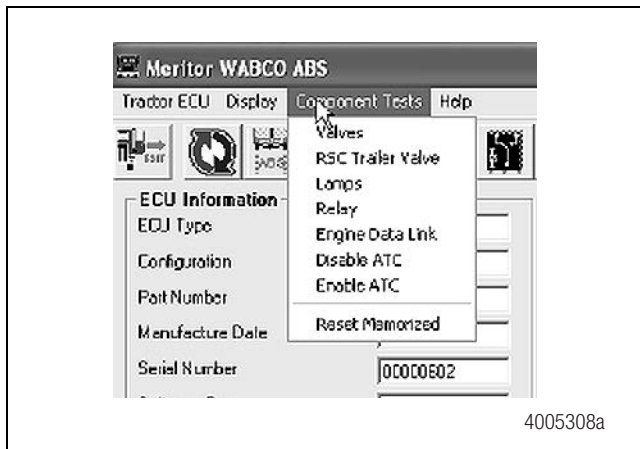 Meritor WABCO ABS
Tractor ECU Display Component Tests Help
Valves
RSC Trailer Valve
Lamps
Relay
Engine Data Link
Disable ATC
Enable ATC
Reset Memorized
ECU Information
ECU Type
Configuration
Part Number
Manufacture Date
Serial Number
00000602
4005308a